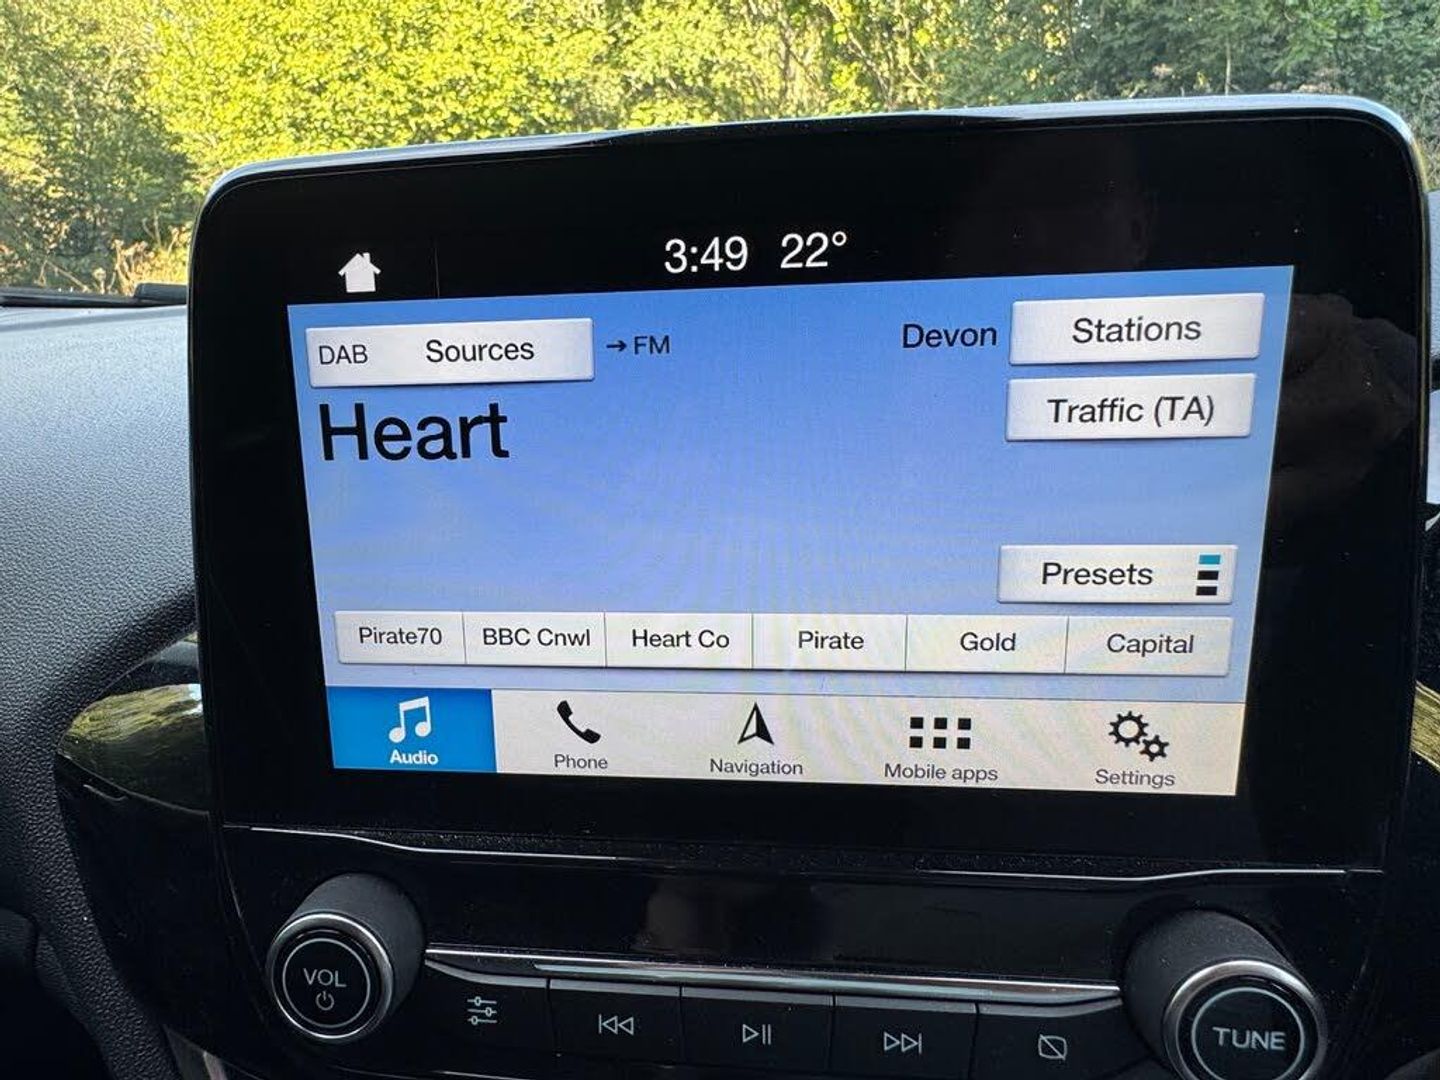 3:49 22°
DAB Sources →FM Devon Stations
Heart
Traffic (TA)
Presets
Pirate70 BBC Cnwl Heart Co Pirate Gold Capital
Audio Phone Navigation Mobile apps Settings
VOL
TUNE